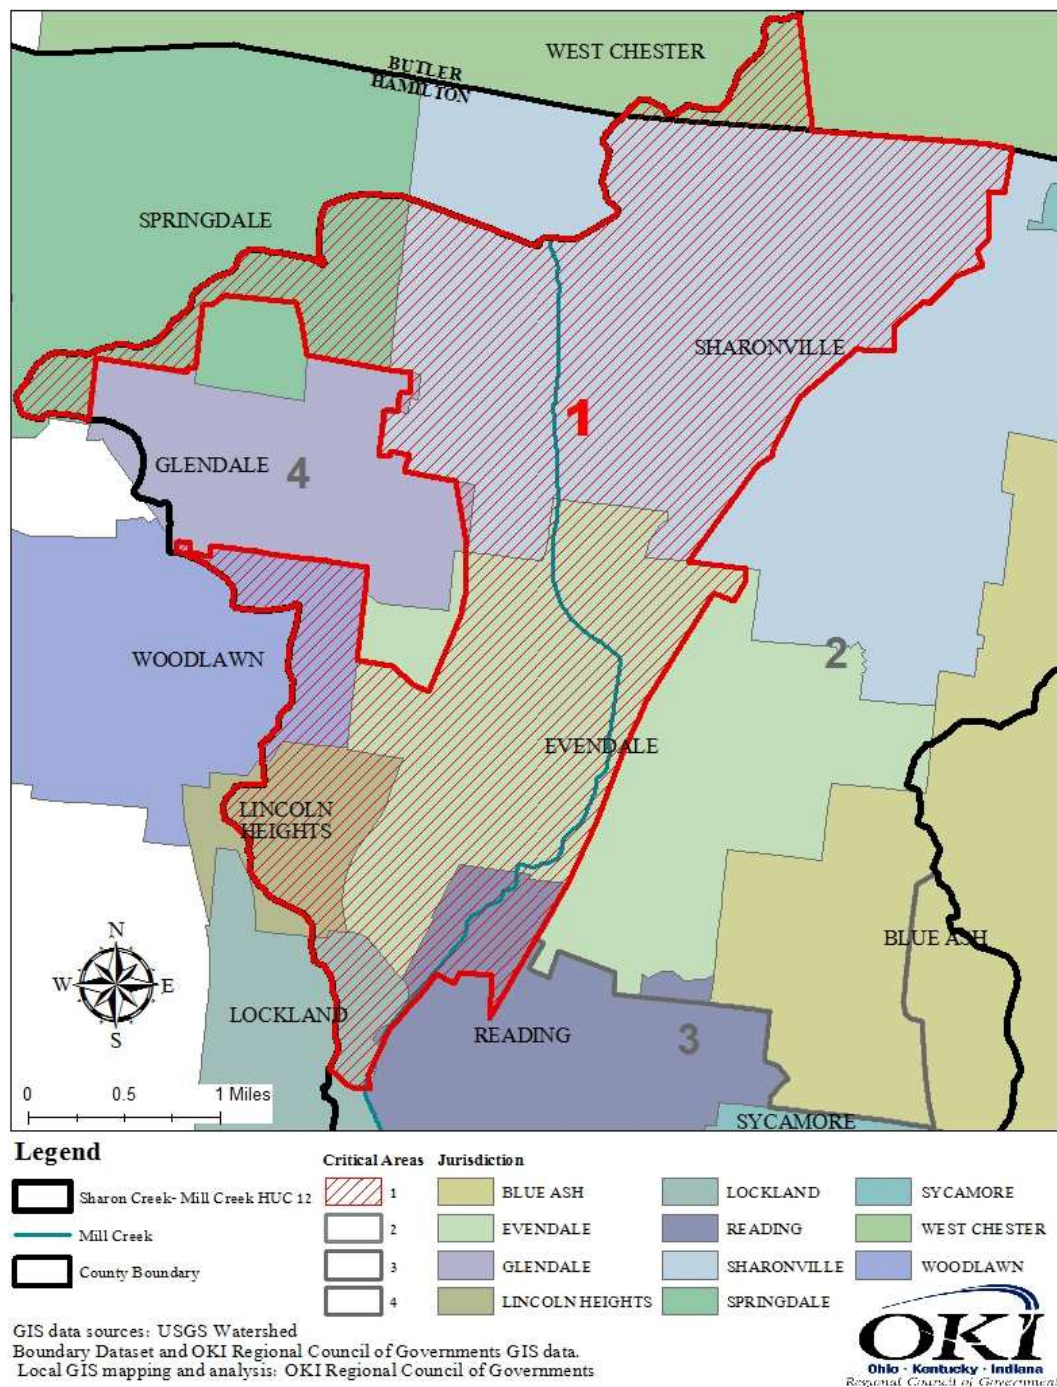 WEST CHESTER
BUTLER
HAMILTON
SPRINGDALE
SHARONVILLE
1
GLENDALE
4
WOODLAWN
2
EVENDALE
LINCOLN
HEIGHTS
N
W
E
S
BLUE ASH
LOCKLAND
READING
3
0 0.5 1 Miles
SYCAMORE
Legend
Sharon Creek- Mill Creek HUC 12
Mill Creek
County Boundary
Critical Areas
1
2
3
4
Jurisdiction
BLUE ASH
EVENDALE
GLENDALE
LINCOLN HEIGHTS
LOCKLAND
READING
SHARONVILLE
SPRINGDALE
SYCAMORE
WEST CHESTER
WOODLAWN
GIS data sources: USGS Watershed
Boundary Dataset and OKI Regional Council of Governments GIS data.
Local GIS mapping and analysis: OKI Regional Council of Governments
OKI
Ohio · Kentucky · Indiana
Regional Council of Governments